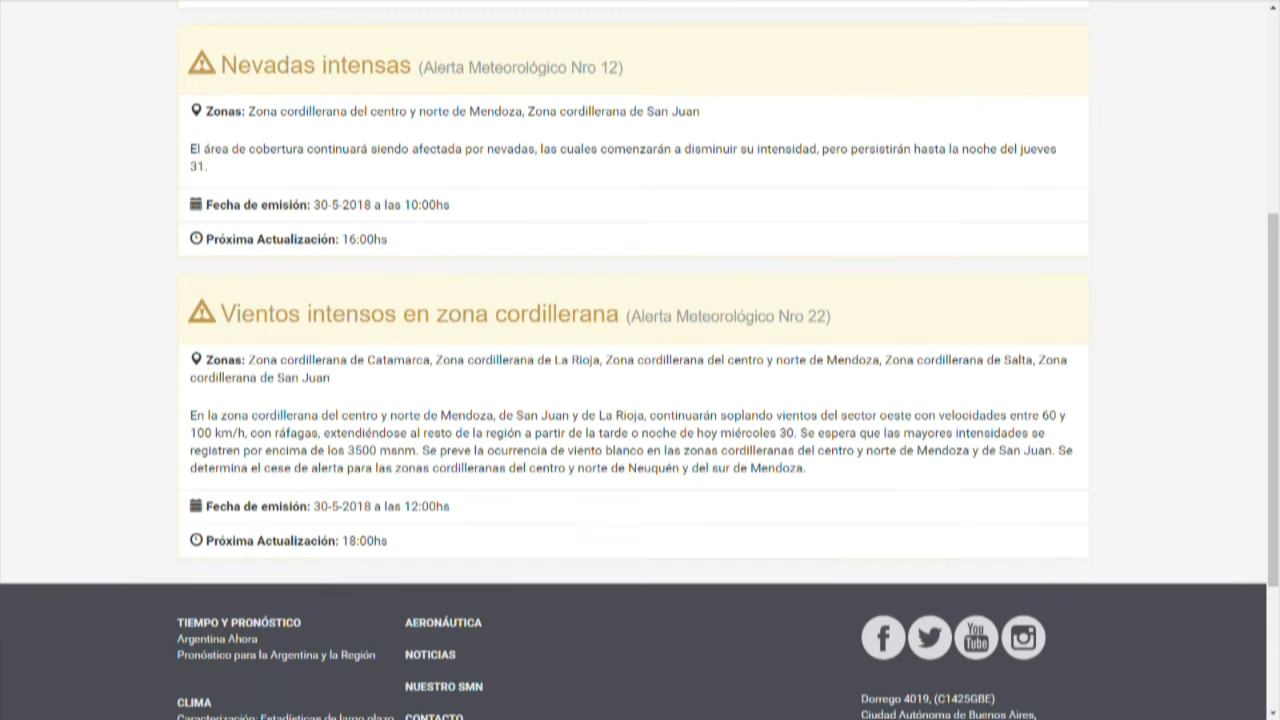 Nevadas intensas (Alerta Meteorológico Nro 12)
Zonas: Zona cordillerana del centro y norte de Mendoza, Zona cordillerana de San Juan
El área de cobertura continuará siendo afectada por nevadas, las cuales comenzarán a disminuir su intensidad, pero persistirán hasta la noche del jueves
31.
Fecha de emisión: 30-5-2018 a las 10:00hs
Próxima Actualización: 16:00hs
Vientos intensos en zona cordillerana (Alerta Meteorológico Nro 22)
Zonas: Zona cordillerana de Catamarca, Zona cordillerana de La Rioja, Zona cordillerana del centro y norte de Mendoza, Zona cordillerana de Salta, Zona
cordillerana de San Juan
En la zona cordillerana del centro y norte de Mendoza, de San Juan y de La Rioja, continuarán soplando vientos del sector oeste con velocidades entre 60 y
100 km/h, con ráfagas, extendiéndose al resto de la región a partir de la tarde o noche de hoy miércoles 30. Se espera que las mayores intensidades se
registren por encima de los 3500 msnm. Se preve la ocurrencia de viento blanco en las zonas cordilleranas del centro y norte de Mendoza y de San Juan. Se
determina el cese de alerta para las zonas cordilleranas del centro y norte de Neuquén y del sur de Mendoza.
Fecha de emisión: 30-5-2018 a las 12:00hs
Próxima Actualización: 18:00hs
TIEMPO Y PRONÓSTICO
Argentina Ahora
Pronóstico para la Argentina y la Región
CLIMA
Caracterización: Estadísticas de largo plazo
AERONÁUTICA
NOTICIAS
NUESTRO SMN
CONTACTO
You
Tube
Dorrego 4019, (C1425GBE)
Ciudad Autónoma de Buenos Aires,